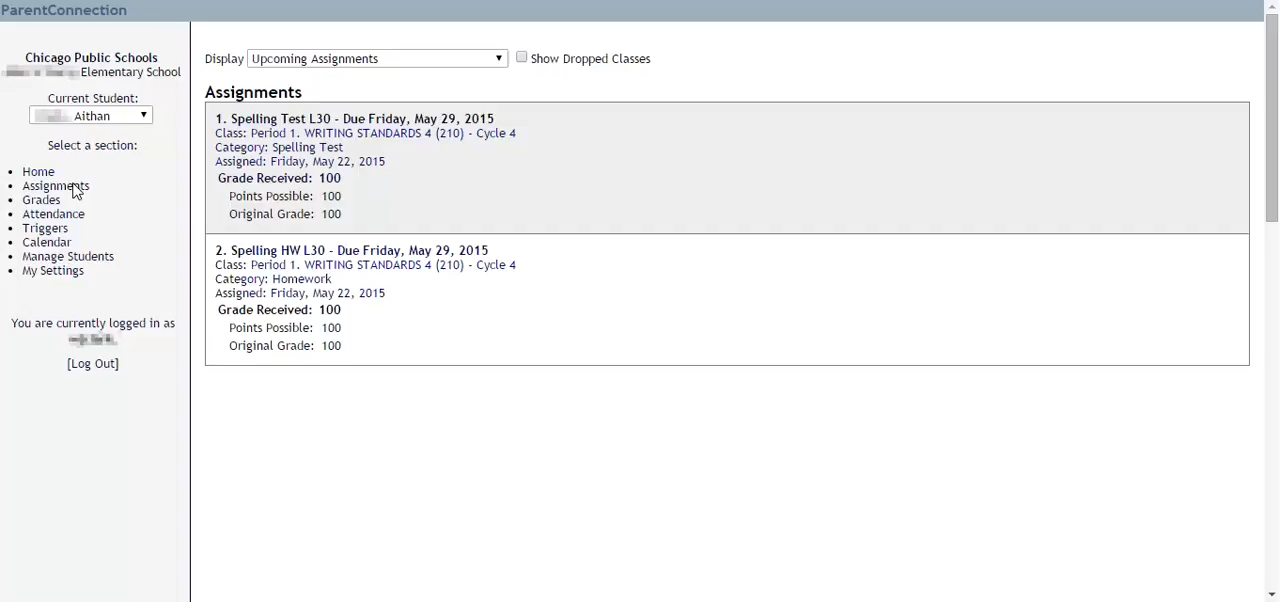 ParentConnection
Chicago Public Schools
Elementary School
Current Student:
Aithan
Select a section:
Home
Assignments
Grades
Attendance
Triggers
Calendar
Manage Students
My Settings
You are currently logged in as
[Log Out]
Display Upcoming Assignments Show Dropped Classes
Assignments
1. Spelling Test L30 - Due Friday, May 29, 2015
Class: Period 1. WRITING STANDARDS 4 (210) - Cycle 4
Category: Spelling Test
Assigned: Friday, May 22, 2015
Grade Received: 100
Points Possible: 100
Original Grade: 100
2. Spelling HW L30 - Due Friday, May 29, 2015
Class: Period 1. WRITING STANDARDS 4 (210) - Cycle 4
Category: Homework
Assigned: Friday, May 22, 2015
Grade Received: 100
Points Possible: 100
Original Grade: 100